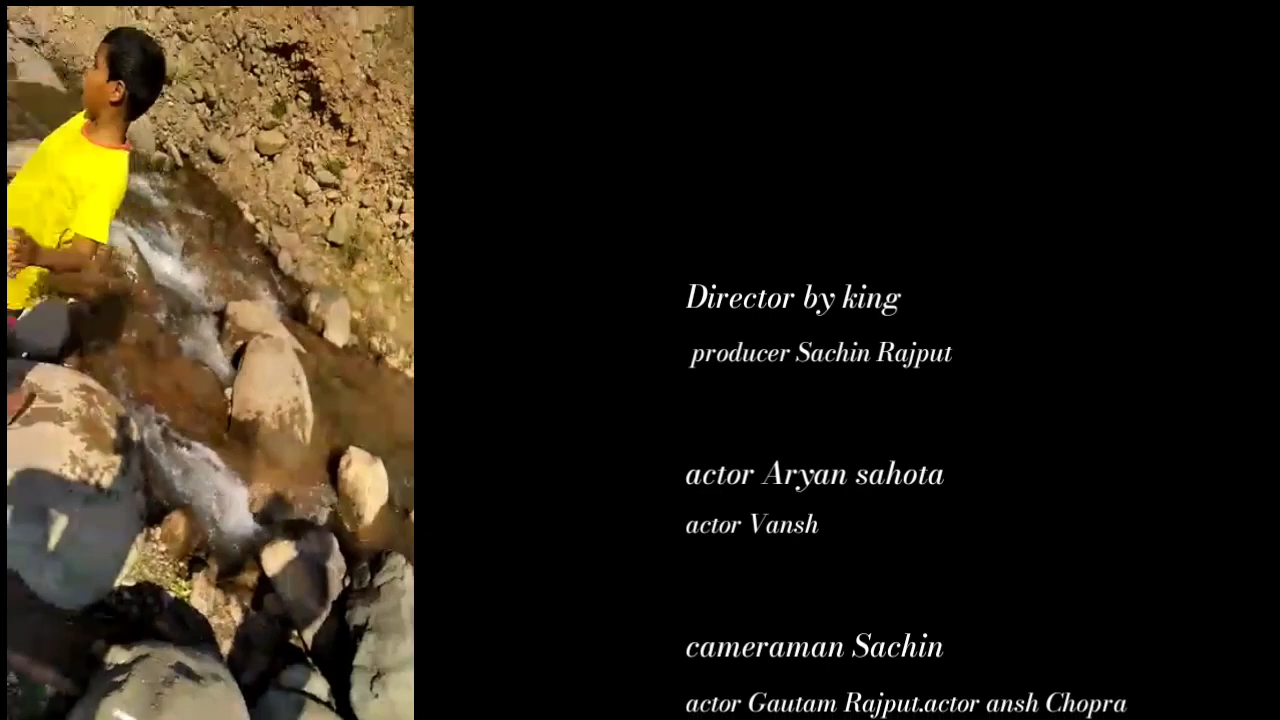 Director by king
producer Sachin Rajput
actor Aryan sahota
actor Vansh
cameraman Sachin
actor Gautam Rajput.actor ansh Chopra